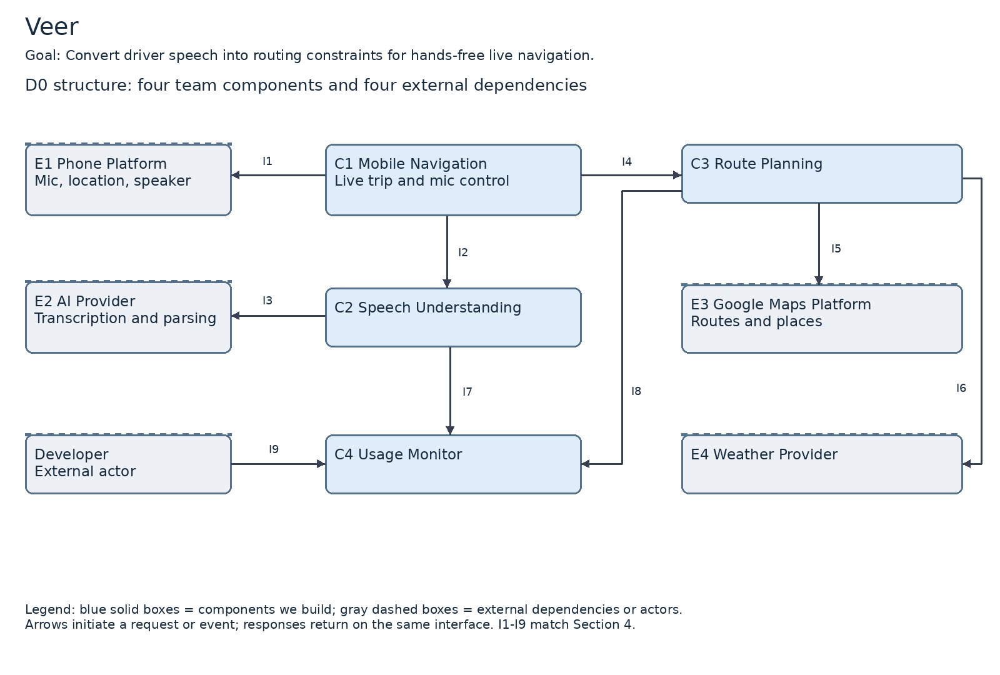 Veer
Goal: Convert driver speech into routing constraints for hands-free live navigation.
D0 structure: four team components and four external dependencies
E1 Phone Platform
Mic, location, speaker
I1
C1 Mobile Navigation
Live trip and mic control
I4
C3 Route Planning
I2
I5
E2 AI Provider
Transcription and parsing
I3
C2 Speech Understanding
E3 Google Maps Platform
Routes and places
I7
I8
I6
Developer
External actor
I9
C4 Usage Monitor
E4 Weather Provider
Legend: blue solid boxes = components we build; gray dashed boxes = external dependencies or actors.
Arrows initiate a request or event; responses return on the same interface. I1-I9 match Section 4.